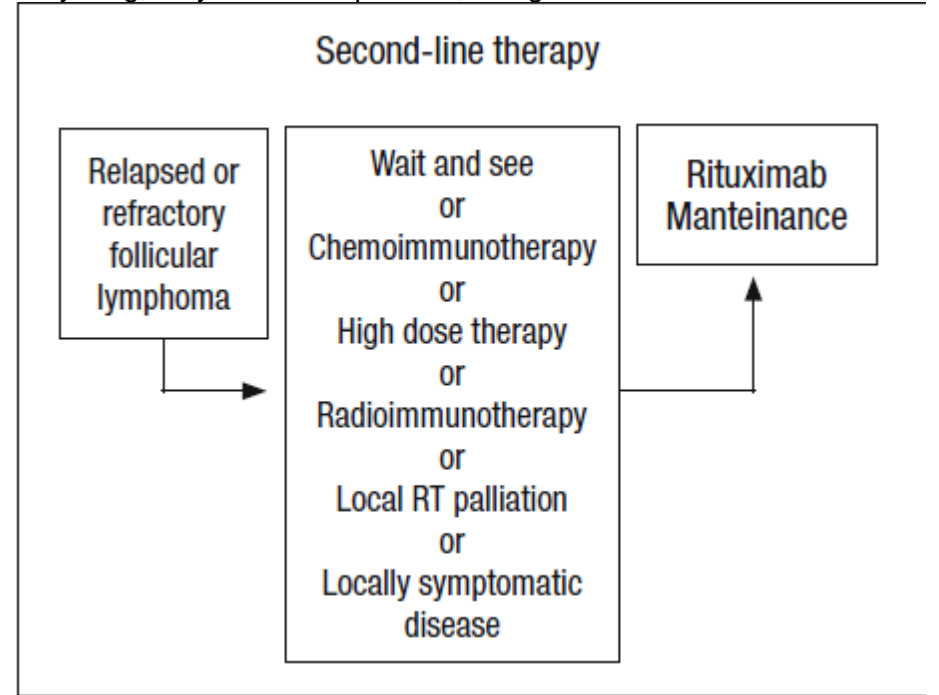 Second-line therapy
Relapsed or
refractory
follicular
lymphoma
Wait and see
or
Chemoimmunotherapy
or
High dose therapy
or
Radioimmunotherapy
or
Local RT palliation
or
Locally symptomatic
disease
Rituximab
Manteinance